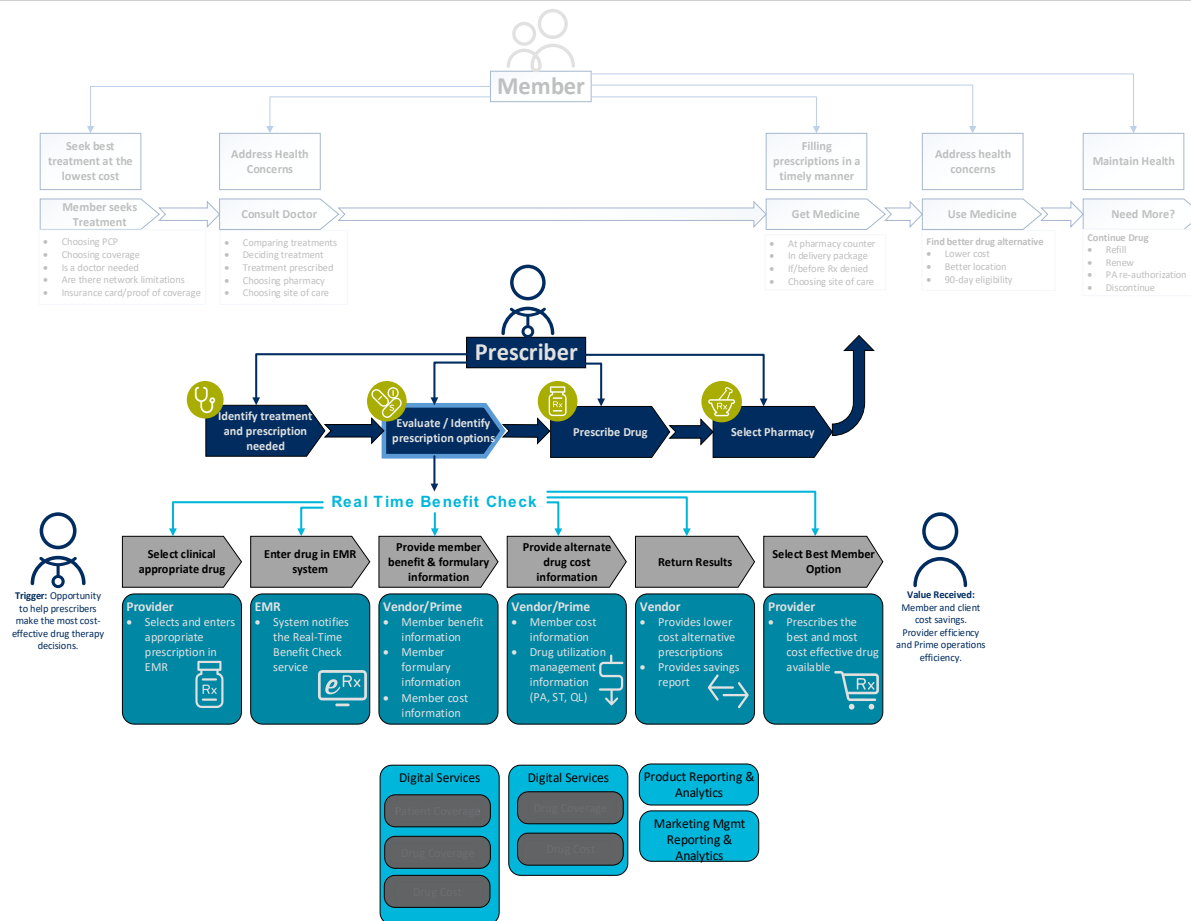 Member
Seek best
treatment at the
lowest cost
Address Health
Concerns
Filling
prescriptions in a
timely manner
Address health
concerns
Maintain Health
Member seeks
Treatment
Consult Doctor
Get Medicine
Use Medicine
Need More?
• Choosing PCP
• Choosing coverage
• Is a doctor needed
• Are there network limitations
• Insurance card/proof of coverage
• Comparing treatments
• Deciding treatment
• Treatment prescribed
• Choosing pharmacy
• Choosing site of care
• At pharmacy counter
• In delivery package
• If/before Rx denied
• Choosing site of care
Find better drug alternative
• Lower cost
• Better location
• 90-day eligibility
Continue Drug
• Refill
• Renew
• PA re-authorization
• Discontinue
Prescriber
Identify treatment
and prescription
needed
Evaluate / Identify
prescription options
$
Rx
Prescribe Drug
Rx
Select Pharmacy
Real Time Benefit Check
Trigger: Opportunity
to help prescribers
make the most cost-
effective drug therapy
decisions.
Select clinical
appropriate drug
Enter drug in EMR
system
Provide member
benefit & formulary
information
Provide alternate
drug cost
information
Return Results
Select Best Member
Option
Value Received:
Member and client
cost savings.
Provider efficiency
and Prime operations
efficiency.
Provider
• Selects and enters
appropriate
prescription in
EMR
Rx
EMR
• System notifies
the Real-Time
Benefit Check
service
eRx
Vendor/Prime
• Member benefit
information
• Member
formulary
information
• Member cost
information
Vendor/Prime
• Member cost
information
• Drug utilization
management
information
(PA, ST, QL)
Vendor
• Provides lower
cost alternative
prescriptions
• Provides savings
report
Provider
• Prescribes the
best and most
cost effective drug
available
Rx
Digital Services
Patient Coverage
Drug Coverage
Drug Cost
Digital Services
Drug Coverage
Drug Cost
Product Reporting &
Analytics
Marketing Mgmt
Reporting &
Analytics